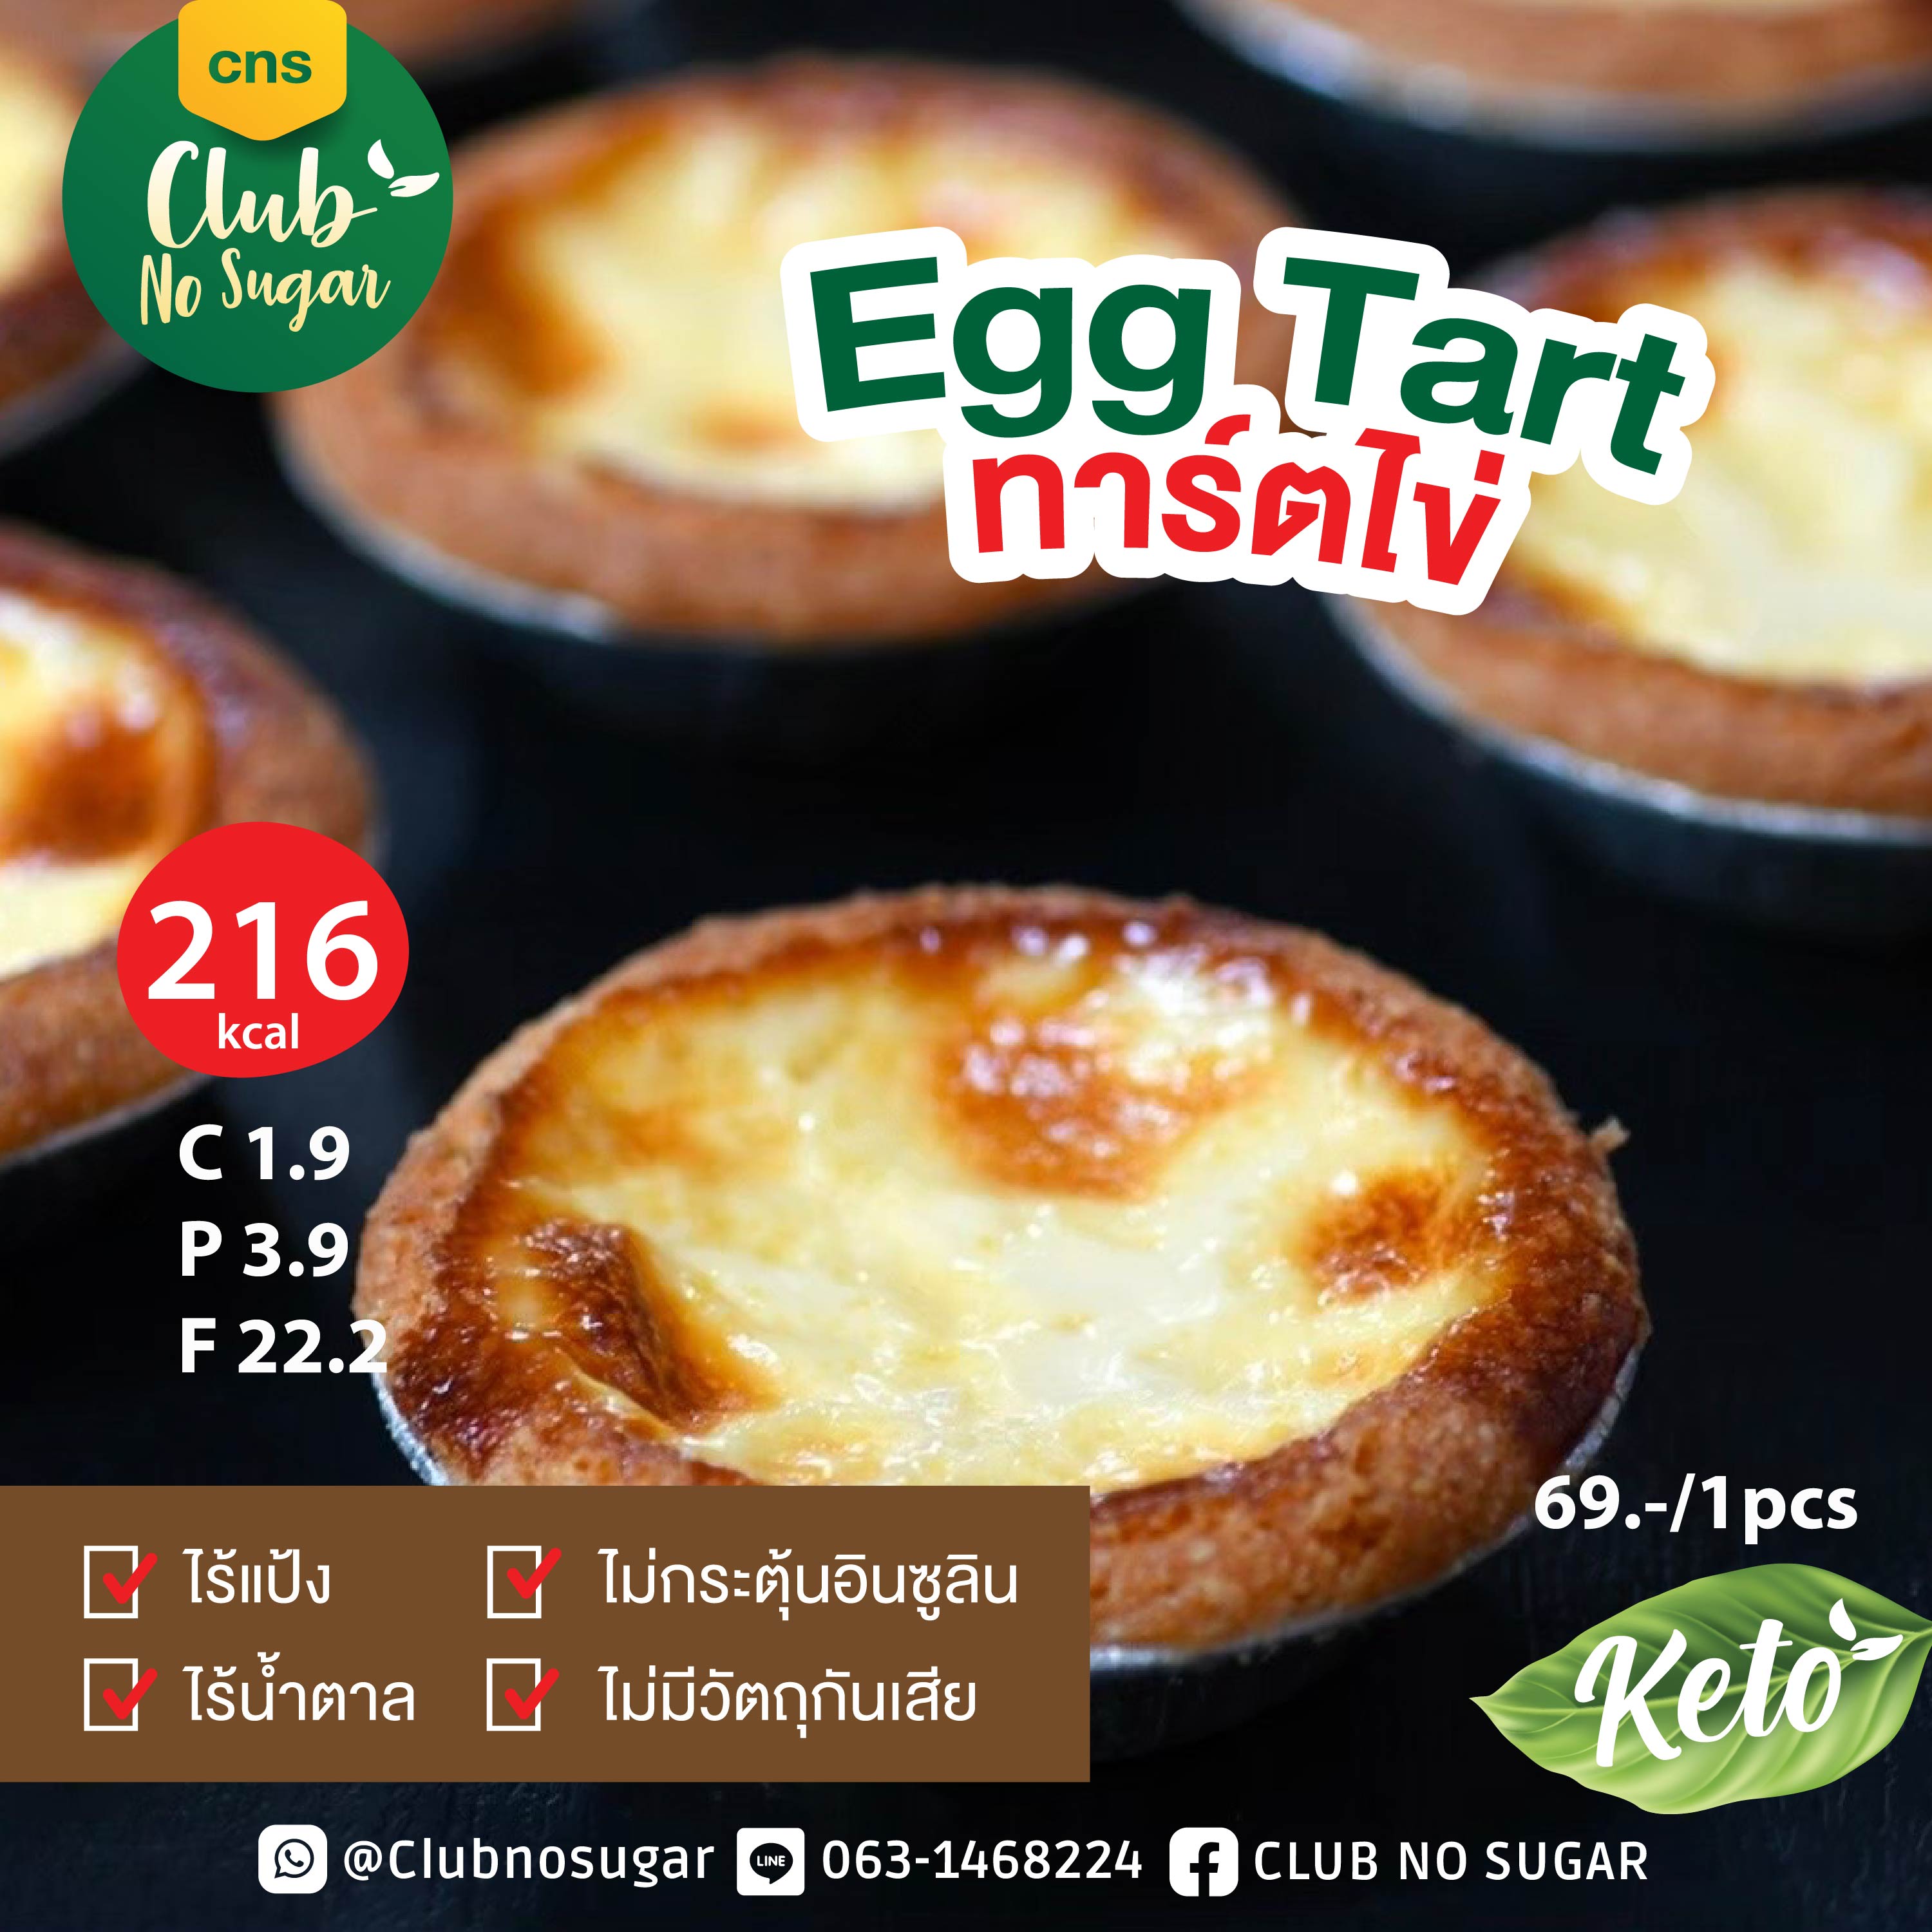 cns
Club
No Sugar
Egg Tart
ทาร์ตไข่
216
kcal
C 1.9
P 3.9
F 22.2
69.-/1pcs
ไร้แป้ง
ไม่กระตุ้นอินซูลิน
ไร้น้ำตาล
ไม่มีวัตถุกันเสีย
Keto
@Clubnosugar LINE 063-1468224 CLUB NO SUGAR